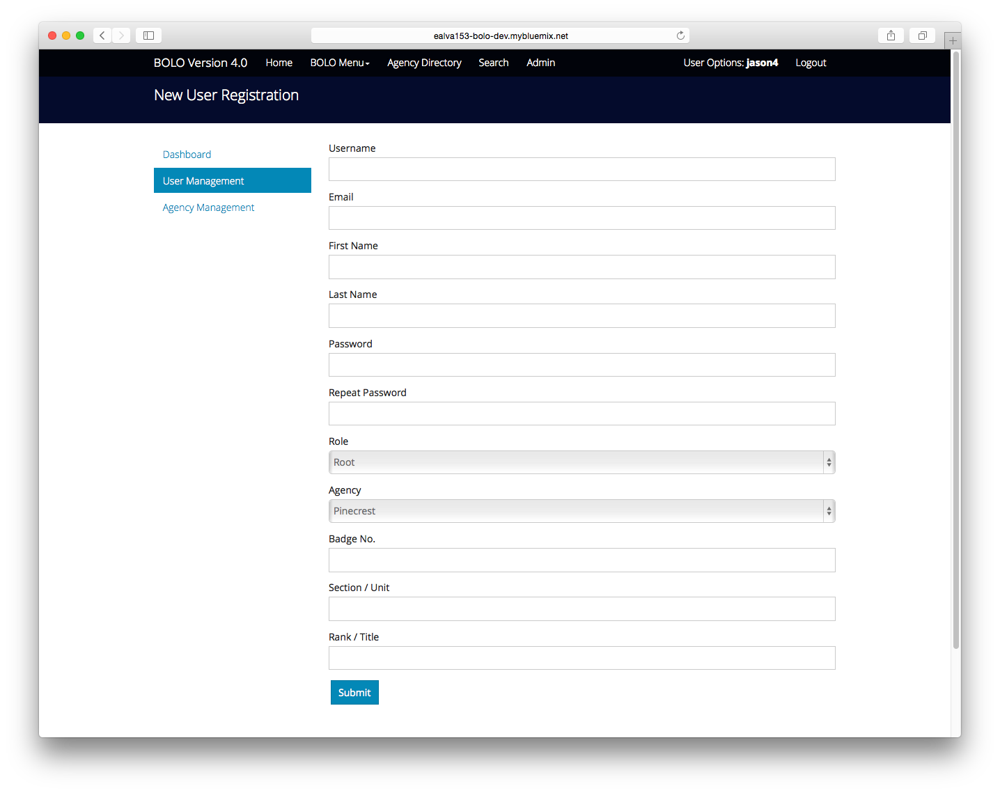 ealva153-bolo-dev.mybluemix.net
BOLO Version 4.0 Home BOLO Menu Agency Directory Search Admin User Options: jason4 Logout
New User Registration
Dashboard
User Management
Agency Management
Username
Email
First Name
Last Name
Password
Repeat Password
Role
Root
Agency
Pinecrest
Badge No.
Section / Unit
Rank / Title
Submit